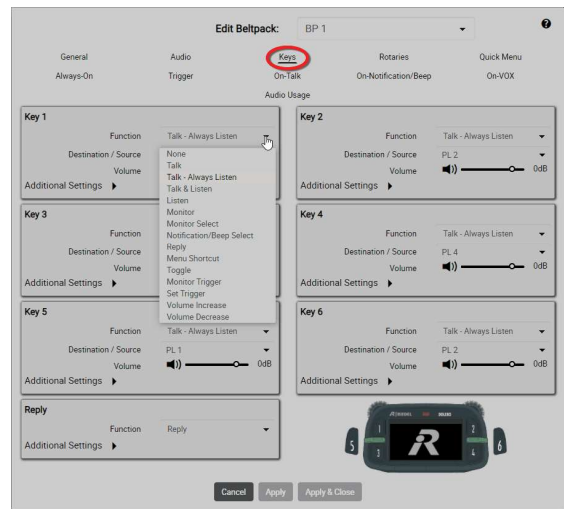 Edit Beltpack: BP 1 ?
General Audio Keys Rotaries Quick Menu
Always-On Trigger On-Talk On-Notification/Beep On-VOX
Audio Usage
Key 1
Function Talk - Always Listen
Destination / Source
Volume
Additional Settings
None
Talk
Talk - Always Listen
Talk & Listen
Listen
Monitor
Monitor Select
Notification/Beep Select
Reply
Menu Shortcut
Toggle
Monitor Trigger
Set Trigger
Volume Increase
Volume Decrease
Key 2
Function Talk - Always Listen
Destination / Source PL 2
Volume 0dB
Additional Settings
Key 3
Function
Destination / Source
Volume
Additional Settings
Key 4
Function Talk - Always Listen
Destination / Source PL 4
Volume 0dB
Additional Settings
Key 5
Function Talk - Always Listen
Destination / Source PL 1
Volume 0dB
Additional Settings
Key 6
Function Talk - Always Listen
Destination / Source PL 2
Volume 0dB
Additional Settings
Reply
Function Reply
Additional Settings
1 2
5 3 R 4 6
Cancel Apply Apply & Close